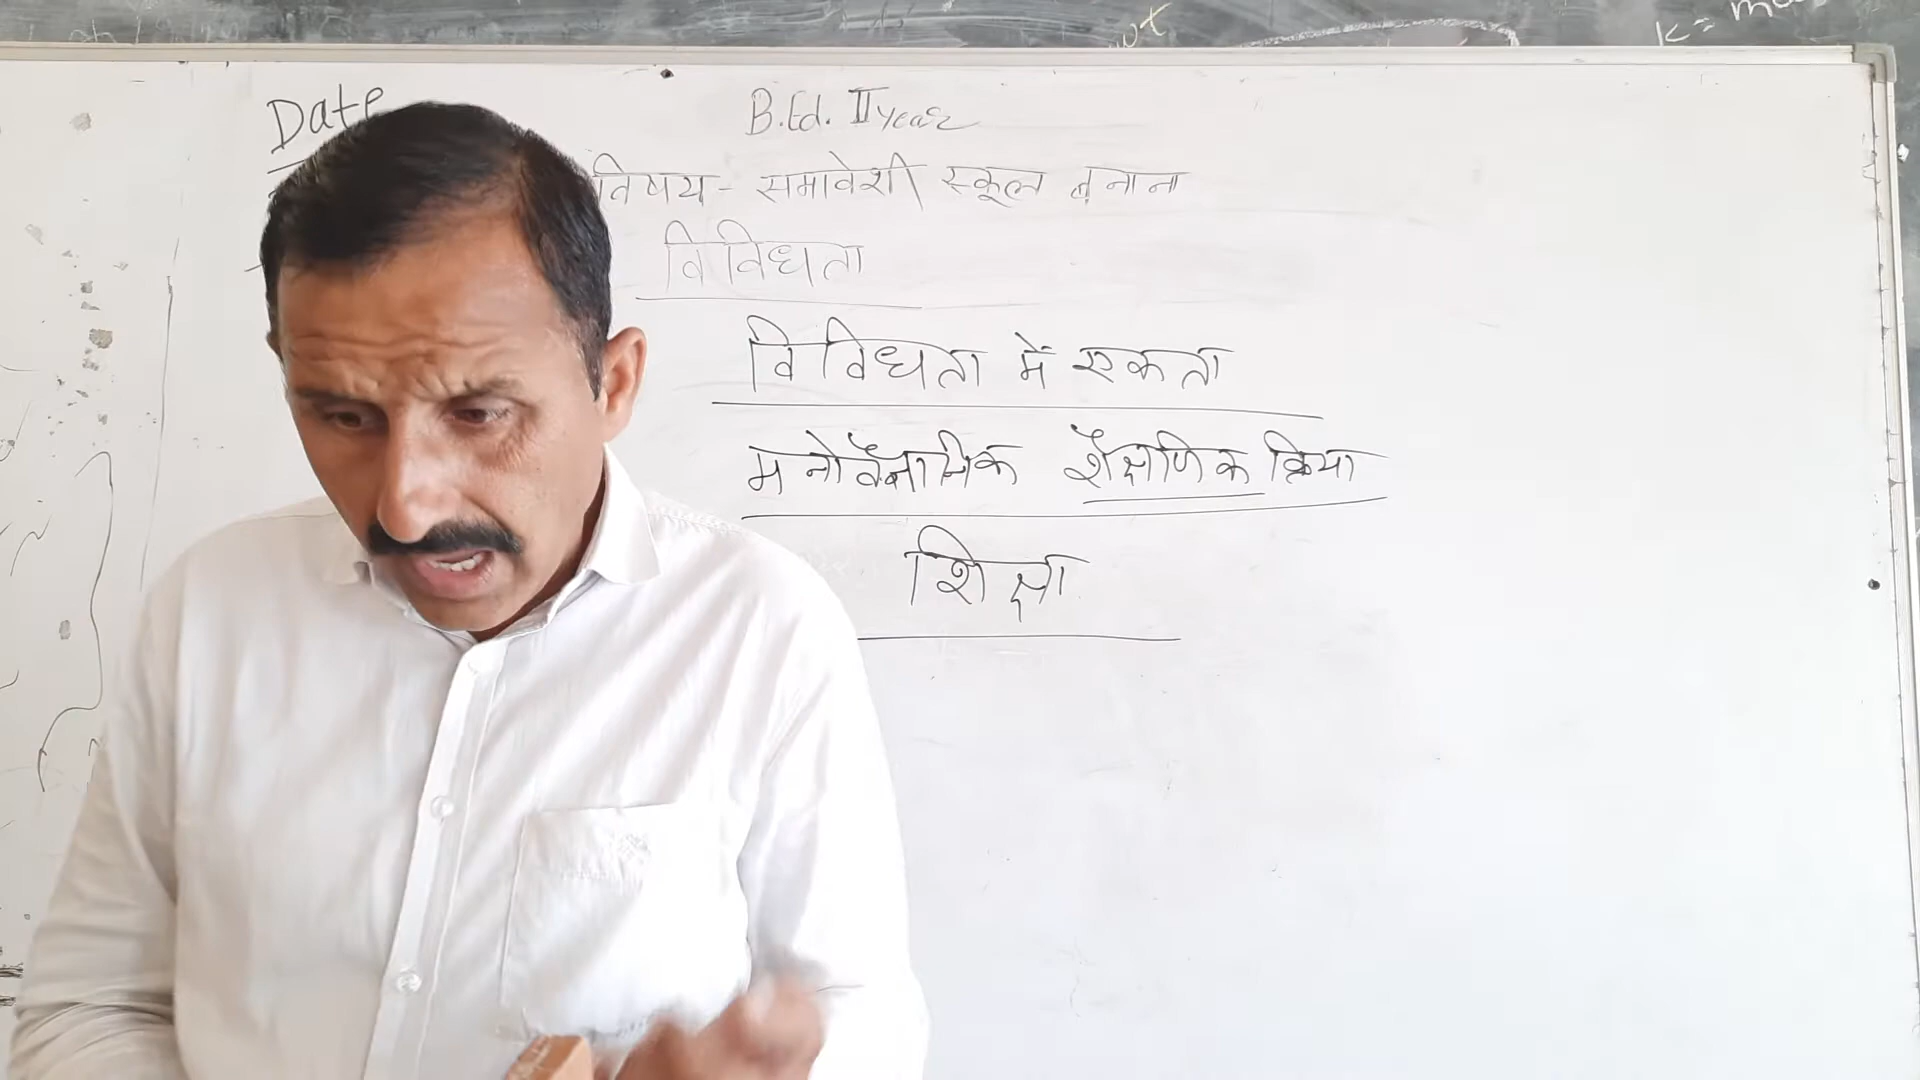 Date
B.Ed. II year
विषय - समावेशी स्कूल बनाना
विविधता
विविधता में एकता
मनोवैज्ञानिक शैक्षणिक क्रिया
शिक्षा